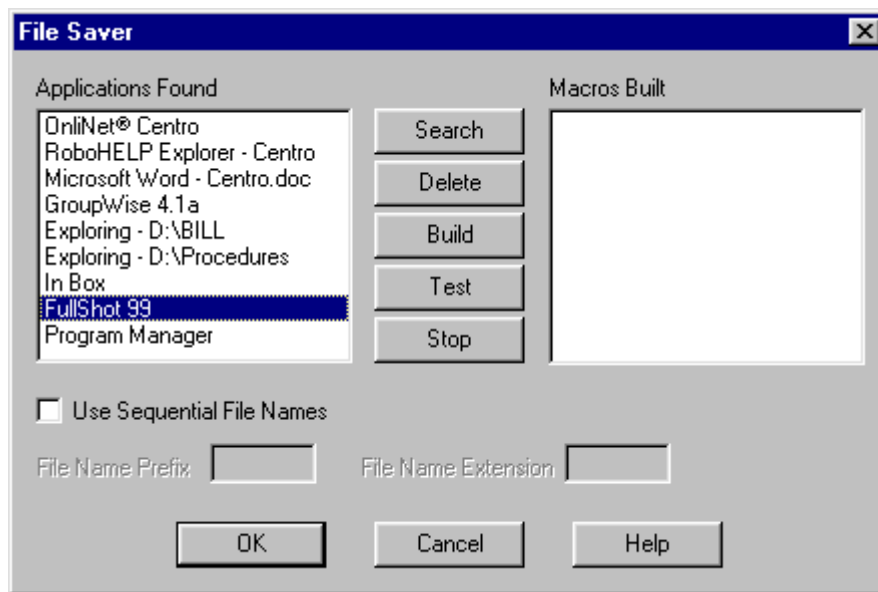 File Saver
Applications Found
Macros Built
OnliNet® Centro
RoboHELP Explorer - Centro
Microsoft Word - Centro.doc
GroupWise 4.1a
Exploring - D:\BILL
Exploring - D:\Procedures
In Box
FullShot 99
Program Manager
Search
Delete
Build
Test
Stop
Use Sequential File Names
File Name Prefix
File Name Extension
OK
Cancel
Help